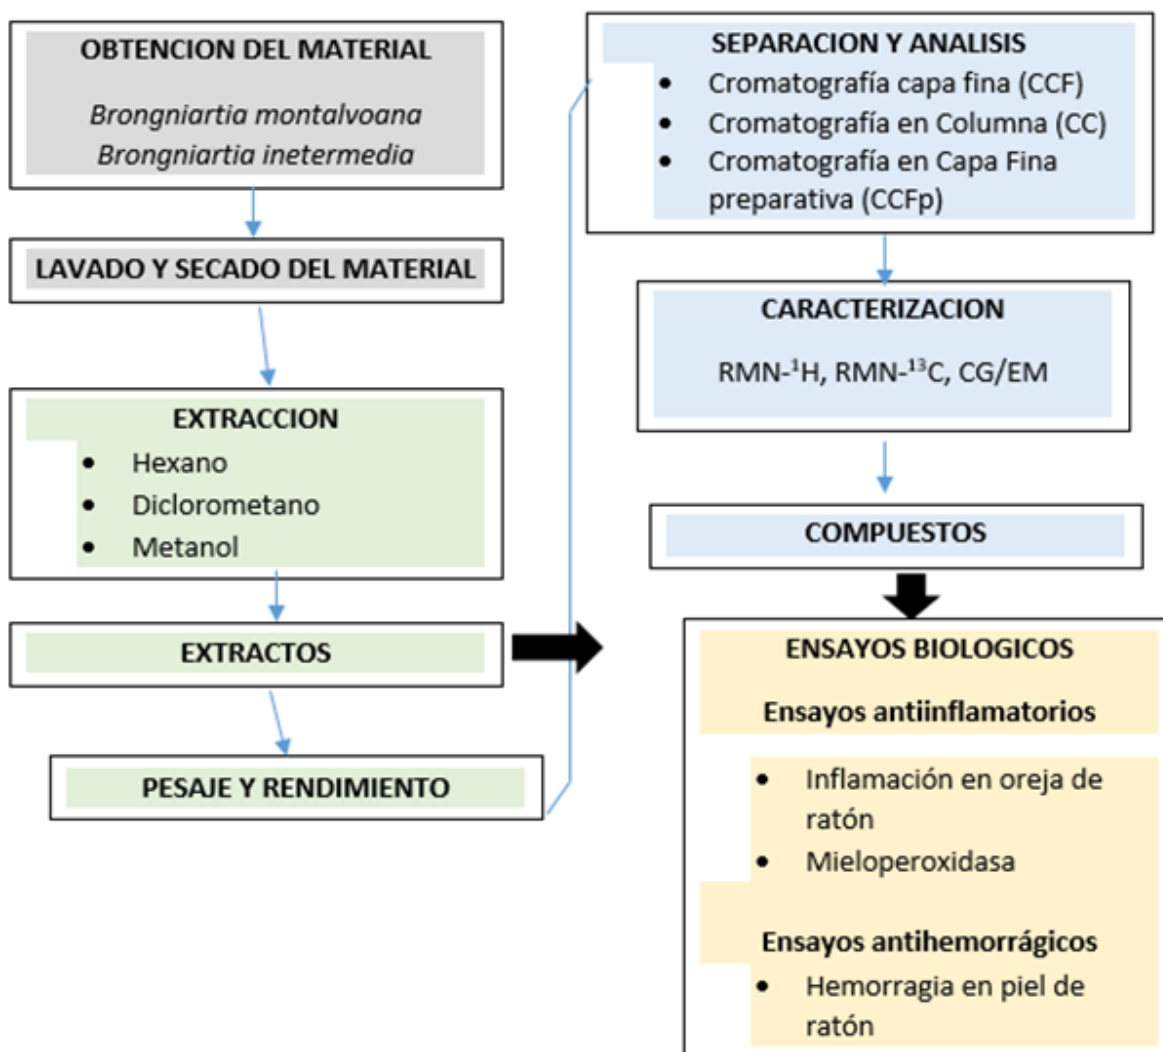 OBTENCION DEL MATERIAL
Brongniartia montalvoana
Brongniartia inetermedia
LAVADO Y SECADO DEL MATERIAL
EXTRACCION
• Hexano
• Diclorometano
• Metanol
EXTRACTOS
PESAJE Y RENDIMIENTO
SEPARACION Y ANALISIS
• Cromatografía capa fina (CCF)
• Cromatografía en Columna (CC)
• Cromatografía en Capa Fina
preparativa (CCFp)
CARACTERIZACION
RMN-¹H, RMN-¹³C, CG/EM
COMPUESTOS
ENSAYOS BIOLOGICOS
Ensayos antiinflamatorios
• Inflamación en oreja de
ratón
• Mieloperoxidasa
Ensayos antihemorrágicos
• Hemorragia en piel de
ratón